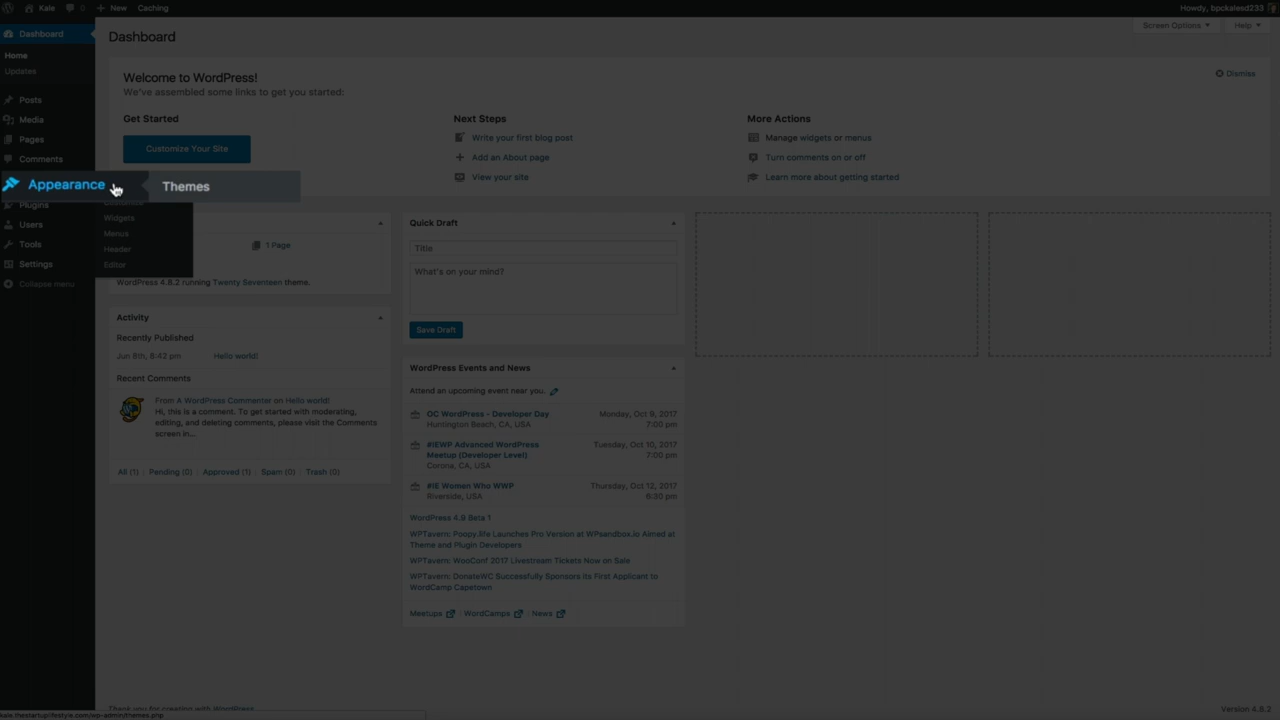 Kale 0 New Caching Howdy, bpckalesd233
Dashboard
Home
Updates
Posts
Media
Pages
Comments
Appearance
Themes
Plugins
Users
Tools
Settings
Collapse menu
Customize
Widgets
Menus
Header
Editor
Dashboard
Screen Options Help
Welcome to WordPress!
We've assembled some links to get you started:
Dismiss
Get Started
Customize Your Site
Next Steps
Write your first blog post
Add an About page
View your site
More Actions
Manage widgets or menus
Turn comments on or off
Learn more about getting started
1 Page
WordPress 4.8.2 running Twenty Seventeen theme.
Activity
Recently Published
Jun 8th, 8:42 pm Hello world!
Recent Comments
From A WordPress Commenter on Hello world!
Hi, this is a comment. To get started with moderating,
editing, and deleting comments, please visit the Comments
screen in...
All (1) Pending (0) Approved (1) Spam (0) Trash (0)
Quick Draft
Title
What's on your mind?
Save Draft
WordPress Events and News
Attend an upcoming event near you.
OC WordPress - Developer Day Monday, Oct 9, 2017
Huntington Beach, CA, USA 7:00 pm
#IEWP Advanced WordPress Tuesday, Oct 10, 2017
Meetup (Developer Level) 7:00 pm
Corona, CA, USA
#IE Women Who WWP Thursday, Oct 12, 2017
Riverside, USA 6:30 pm
WordPress 4.9 Beta 1
WPTavern: Poopy.life Launches Pro Version at WPsandbox.io Aimed at
Theme and Plugin Developers
WPTavern: WooConf 2017 Livestream Tickets Now on Sale
WPTavern: DonateWC Successfully Sponsors its First Applicant to
WordCamp Capetown
Meetups WordCamps News
Thank you for creating with WordPress.
Version 4.8.2
kale.thestartuplifestyle.com/wp-admin/themes.php